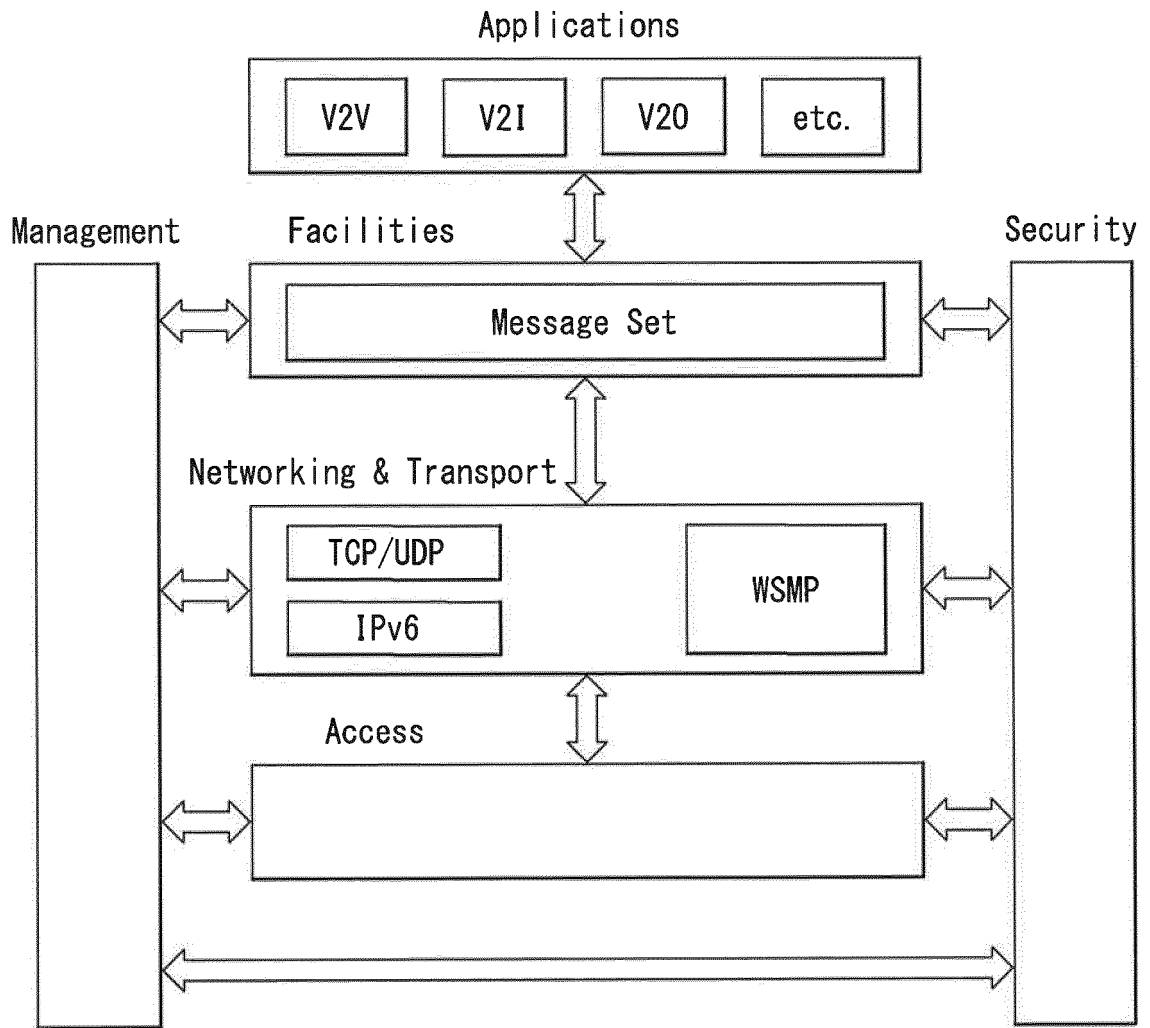 Applications
V2V V2I V2O etc.
Management Facilities Security
Message Set
Networking & Transport
TCP/UDP
WSMP
IPv6
Access